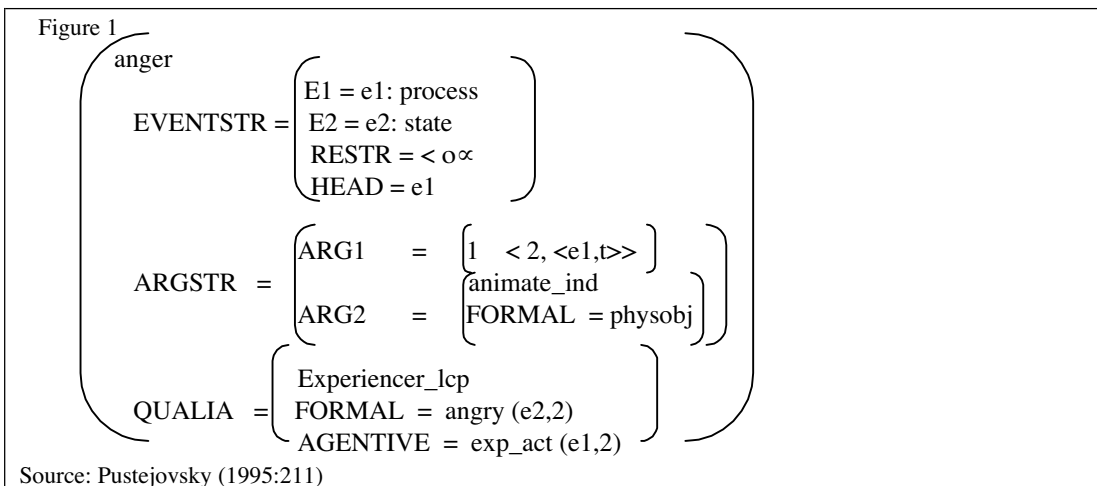 Figure 1
anger
E1 = e1: process
EVENTSTR = E2 = e2: state
RESTR = < o∝
HEAD = e1
ARG1 = 1 < 2, <e1,t>>
ARGSTR = animate_ind
ARG2 = FORMAL = physobj
Experiencer_lcp
QUALIA = FORMAL = angry (e2,2)
AGENTIVE = exp_act (e1,2)
Source: Pustejovsky (1995:211)